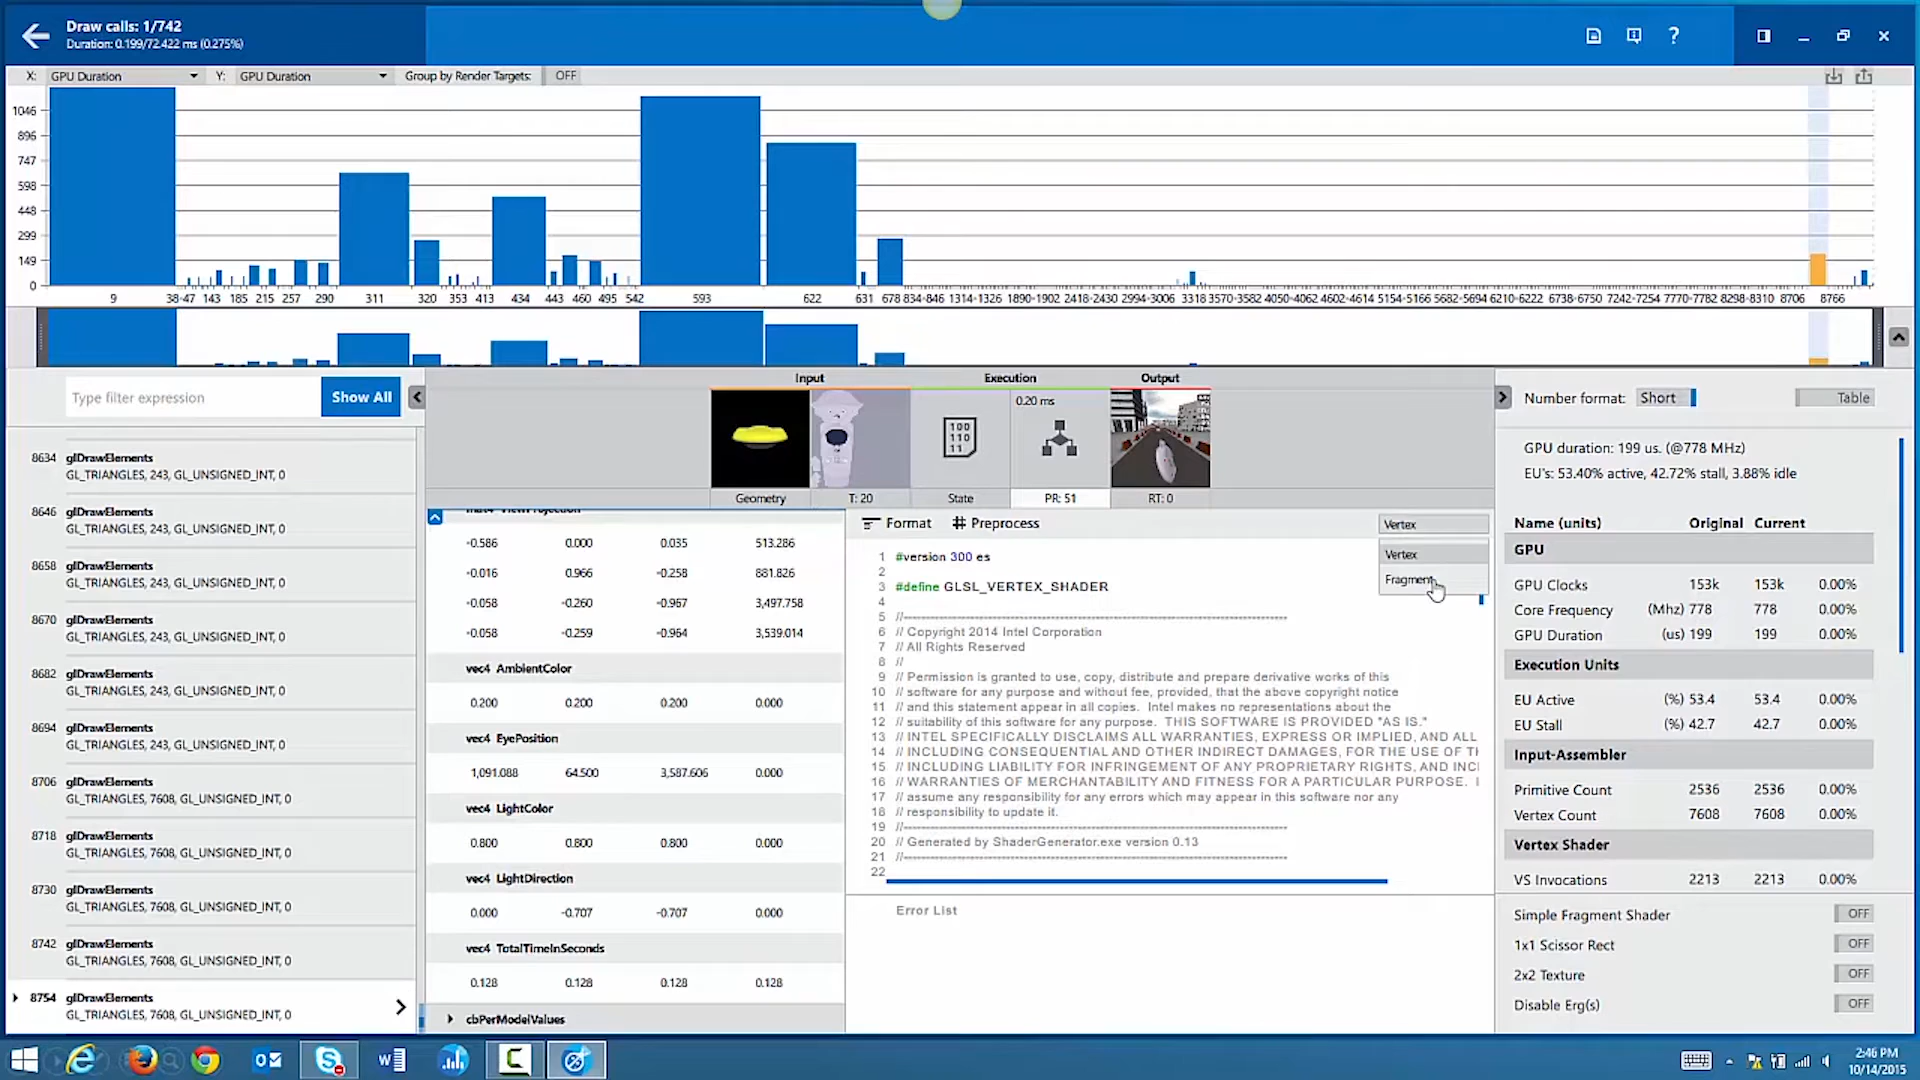 Draw calls: 1/742
Duration: 0.199/72.422 ms (0.275%)
X: GPU Duration Y: GPU Duration Group by Render Targets: OFF
1046
896
747
598
448
299
149
0
9 38-47 143 185 215 257 290 311 320 353 413 434 443 460 495 542 593 622 631 678 834-846 1314-1326 1890-1902 2418-2430 2994-3006 3318 3570-3582 4050-4062 4602-4614 5154-5166 5682-5694 6210-6222 6738-6750 7242-7254 7770-7782 8298-8310 8706 8766
Type filter expression Show All
8634 glDrawElements
GL_TRIANGLES, 243, GL_UNSIGNED_INT, 0
8646 glDrawElements
GL_TRIANGLES, 243, GL_UNSIGNED_INT, 0
8658 glDrawElements
GL_TRIANGLES, 243, GL_UNSIGNED_INT, 0
8670 glDrawElements
GL_TRIANGLES, 243, GL_UNSIGNED_INT, 0
8682 glDrawElements
GL_TRIANGLES, 243, GL_UNSIGNED_INT, 0
8694 glDrawElements
GL_TRIANGLES, 243, GL_UNSIGNED_INT, 0
8706 glDrawElements
GL_TRIANGLES, 7608, GL_UNSIGNED_INT, 0
8718 glDrawElements
GL_TRIANGLES, 7608, GL_UNSIGNED_INT, 0
8730 glDrawElements
GL_TRIANGLES, 7608, GL_UNSIGNED_INT, 0
8742 glDrawElements
GL_TRIANGLES, 7608, GL_UNSIGNED_INT, 0
8754 glDrawElements
GL_TRIANGLES, 7608, GL_UNSIGNED_INT, 0
Input Execution Output
0.20 ms
100
110
11
Geometry T: 20 State PR: 51 RT: 0
mat4 ViewProjection
-0.586 0.000 0.035 513.286
-0.016 0.966 -0.258 881.826
-0.058 -0.260 -0.967 3,497.758
-0.058 -0.259 -0.964 3,539.014
vec4 AmbientColor
0.200 0.200 0.200 0.000
vec4 EyePosition
1,091.088 64.500 3,587.606 0.000
vec4 LightColor
0.800 0.800 0.800 0.000
vec4 LightDirection
0.000 -0.707 -0.707 0.000
vec4 TotalTimeInSeconds
0.128 0.128 0.128 0.128
cbPerModelValues
Format # Preprocess Vertex
Vertex
Fragment
1 #version 300 es
2
3 #define GLSL_VERTEX_SHADER
4
5 //--------------------------------------------------------------------------------
6 // Copyright 2014 Intel Corporation
7 // All Rights Reserved
8 //
9 // Permission is granted to use, copy, distribute and prepare derivative works of this
10 // software for any purpose and without fee, provided, that the above copyright notice
11 // and this statement appear in all copies. Intel makes no representations about the
12 // suitability of this software for any purpose. THIS SOFTWARE IS PROVIDED "AS IS."
13 // INTEL SPECIFICALLY DISCLAIMS ALL WARRANTIES, EXPRESS OR IMPLIED, AND ALL
14 // INCLUDING CONSEQUENTIAL AND OTHER INDIRECT DAMAGES, FOR THE USE OF TH
15 // INCLUDING LIABILITY FOR INFRINGEMENT OF ANY PROPRIETARY RIGHTS, AND INCL
16 // WARRANTIES OF MERCHANTABILITY AND FITNESS FOR A PARTICULAR PURPOSE. I
17 // assume any responsibility for any errors which may appear in this software nor any
18 // responsibility to update it.
19 //--------------------------------------------------------------------------------
20 // Generated by ShaderGenerator.exe version 0.13
21 //--------------------------------------------------------------------------------
22
Error List
Number format: Short Table
GPU duration: 199 us. (@778 MHz)
EU's: 53.40% active, 42.72% stall, 3.88% idle
Name (units) Original Current
GPU
GPU Clocks 153k 153k 0.00%
Core Frequency (Mhz) 778 778 0.00%
GPU Duration (us) 199 199 0.00%
Execution Units
EU Active (%) 53.4 53.4 0.00%
EU Stall (%) 42.7 42.7 0.00%
Input-Assembler
Primitive Count 2536 2536 0.00%
Vertex Count 7608 7608 0.00%
Vertex Shader
VS Invocations 2213 2213 0.00%
Simple Fragment Shader OFF
1x1 Scissor Rect OFF
2x2 Texture OFF
Disable Erg(s) OFF
2:46 PM
10/14/2015